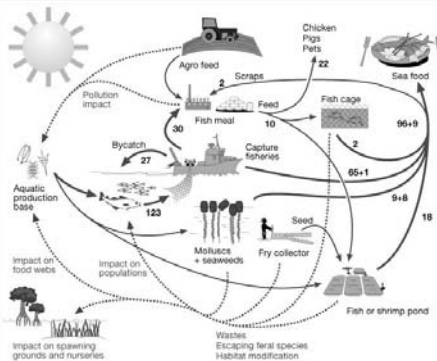 Chicken
Pigs
Pets
22
Agro feed
2
Scraps
Sea food
Pollution
impact
Feed
10
Fish meal
Fish cage
30
96+9
Bycatch
27
Capture
fisheries
2
65+1
Aquatic
production
base
123
9+8
18
Molluscs
+ seaweeds
Seed
Fry collector
Impact on
food webs
Impact on
populations
Fish or shrimp pond
Impact on spawning
grounds and nurseries
Wastes
Escaping feral species
Habitat modification